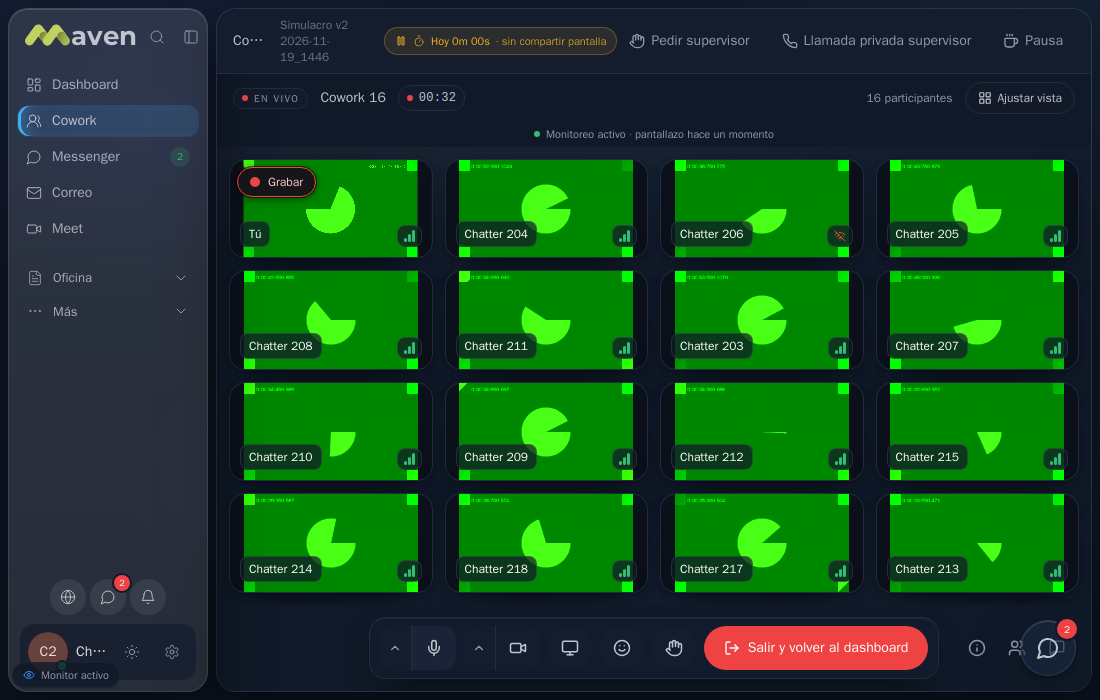 Maven
Dashboard
Cowork
Messenger 2
Correo
Meet
Oficina
Más
2
C2 Ch···
Monitor activo
Co···
Simulacro v2
2026-11-
19_1446
Hoy 0m 00s · sin compartir pantalla
Pedir supervisor
Llamada privada supervisor
Pausa
EN VIVO
Cowork 16
00:32
16 participantes
Ajustar vista
Monitoreo activo · pantallazo hace un momento
Grabar
Tú
Chatter 204
Chatter 206
Chatter 205
Chatter 208
Chatter 211
Chatter 203
Chatter 207
Chatter 210
Chatter 209
Chatter 212
Chatter 215
Chatter 214
Chatter 218
Chatter 217
Chatter 213
Salir y volver al dashboard
2